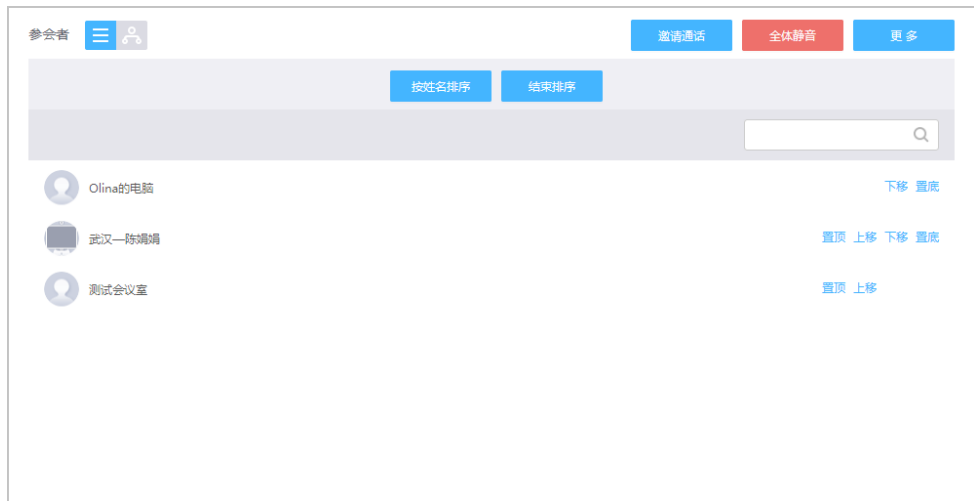 参会者 邀请通话 全体静音 更多
按姓名排序 结束排序
Olina的电脑 下移 置底
武汉—陈娟娟 置顶 上移 下移 置底
测试会议室 置顶 上移